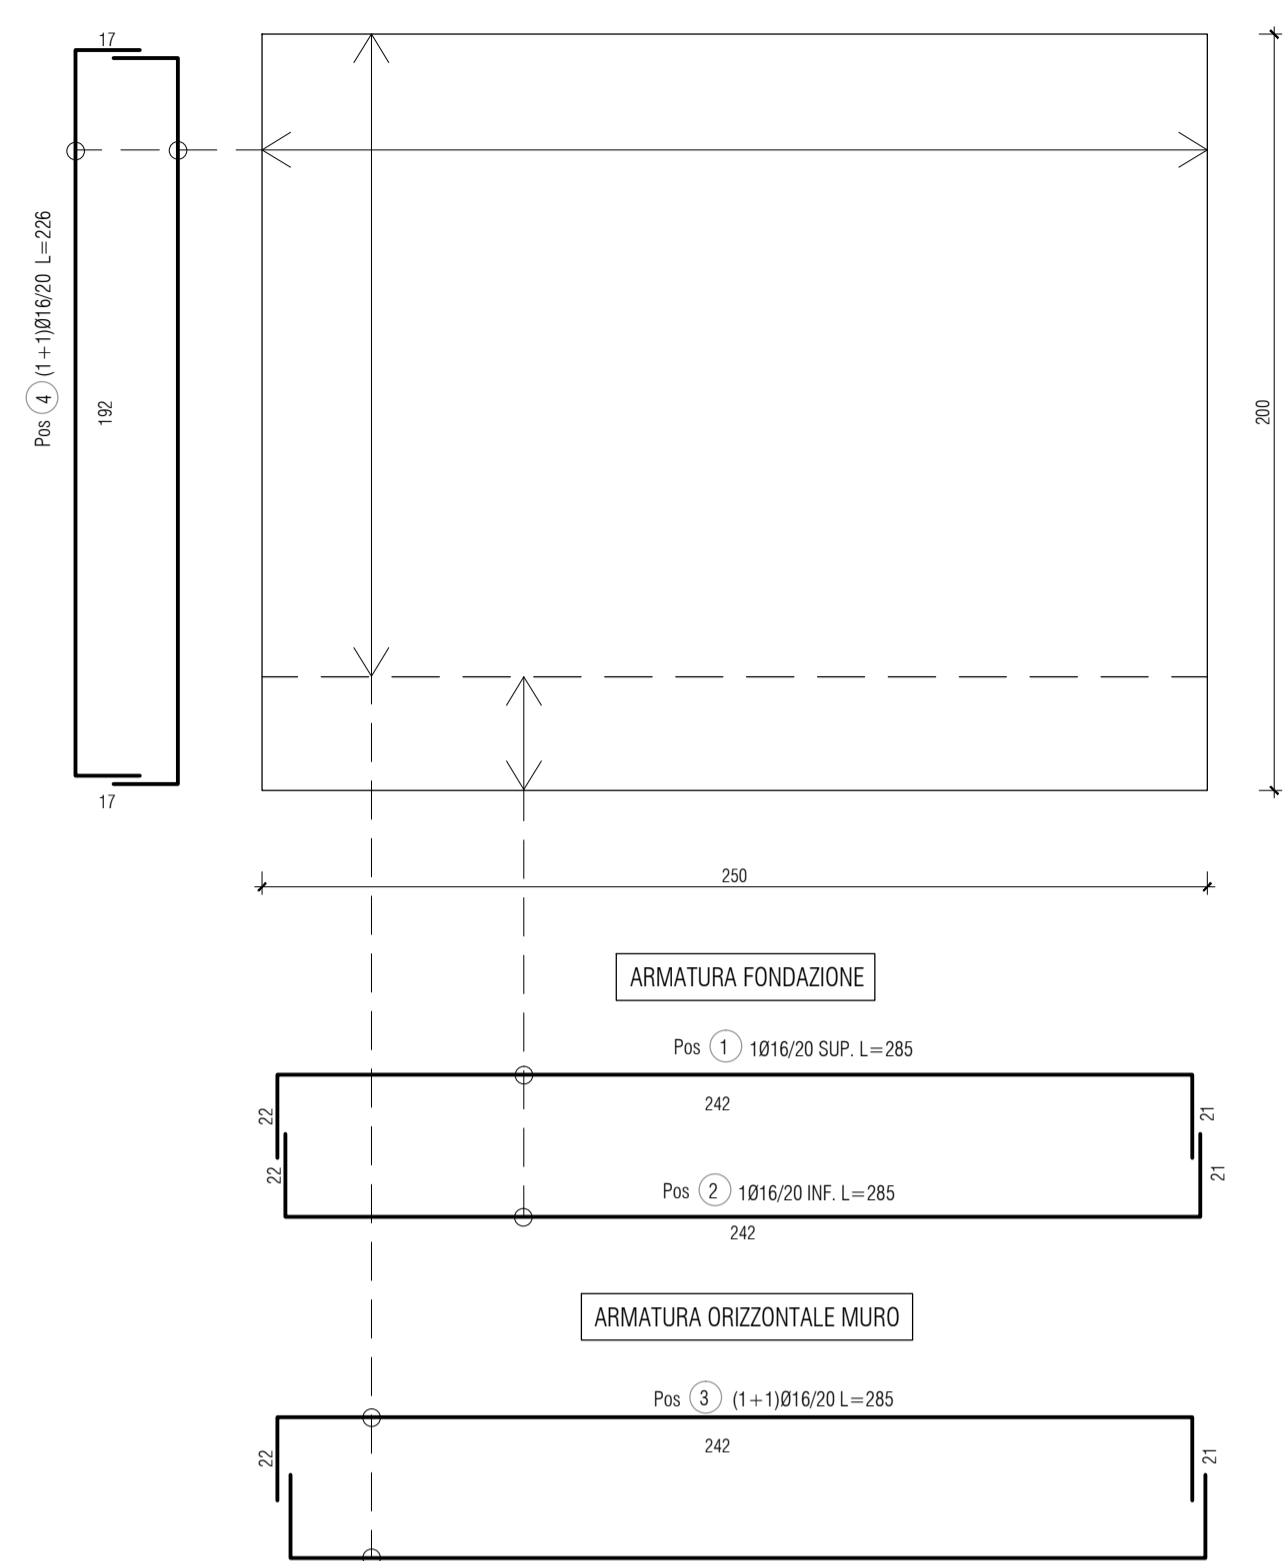 17
Pos 4 (1+1)Ø16/20 L=226
192
17
200
250
ARMATURA FONDAZIONE
Pos 1 1Ø16/20 SUP. L=285
242
22
21
22
21
Pos 2 1Ø16/20 INF. L=285
242
ARMATURA ORIZZONTALE MURO
Pos 3 (1+1)Ø16/20 L=285
242
22
21